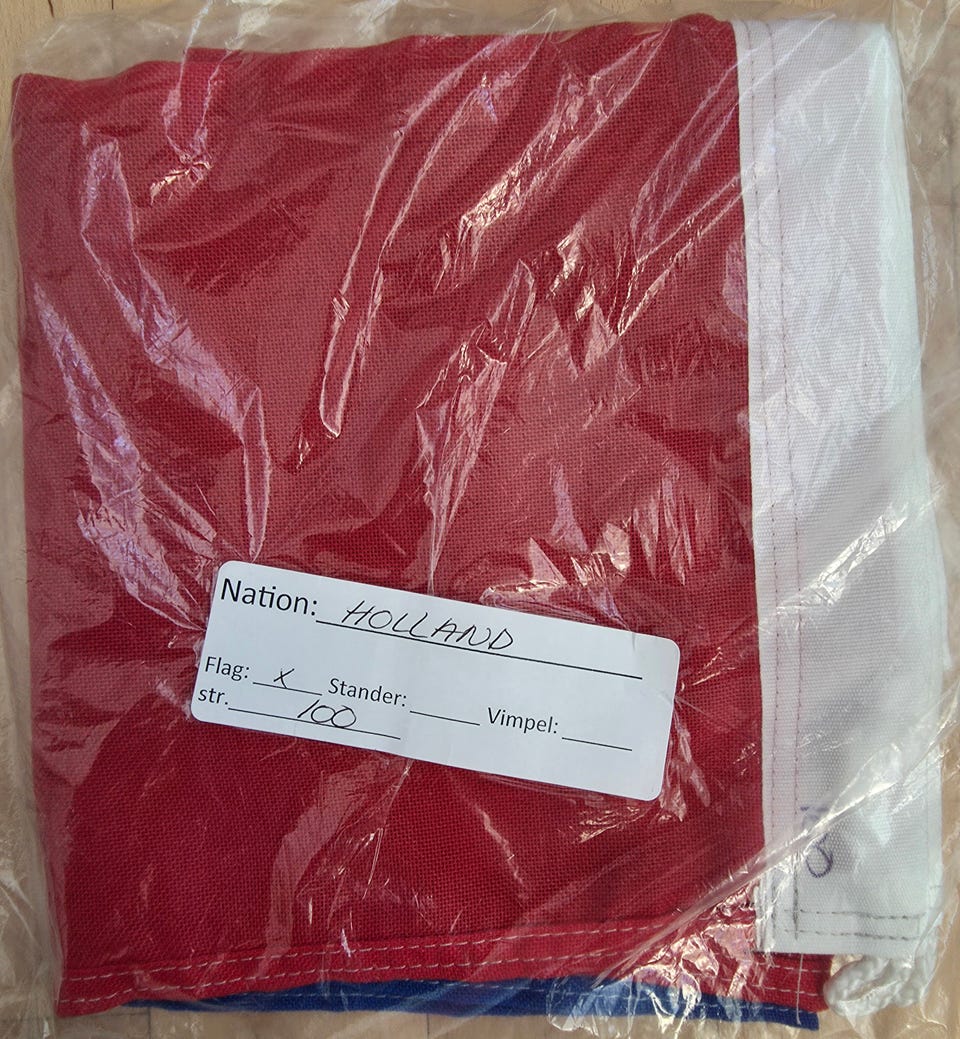 Nation: HOLLAND
Flag: X Stander: Vimpel:
str. 100